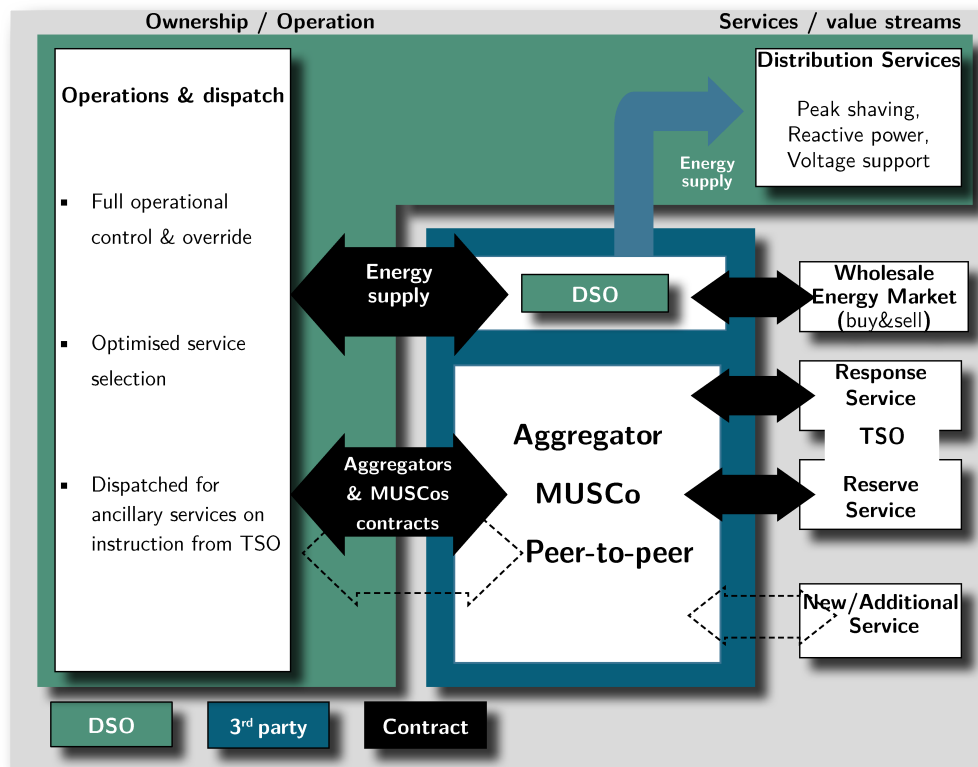 Ownership / Operation
Services / value streams
Operations & dispatch
▪ Full operational
control & override
▪ Optimised service
selection
▪ Dispatched for
ancillary services on
instruction from TSO
Distribution Services
Peak shaving,
Reactive power,
Voltage support
Energy
supply
Energy
supply
DSO
Wholesale
Energy Market
(buy&sell)
Response
Service
TSO
Reserve
Service
Aggregators
& MUSCos
contracts
Aggregator
MUSCo
Peer-to-peer
New/Additional
Service
DSO
3rd party
Contract